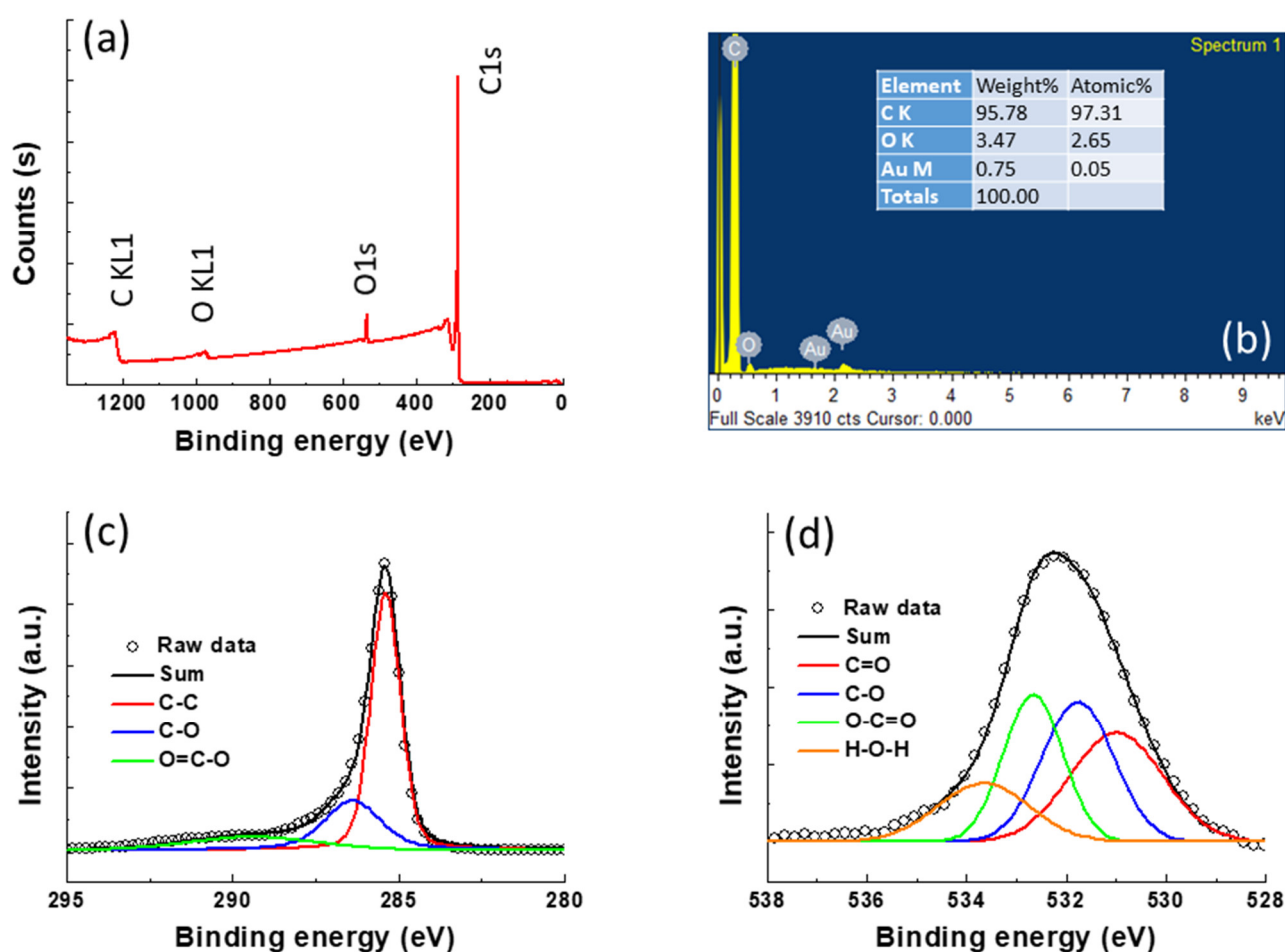 (a)
Counts (s)
C KL1
O KL1
O1s
C1s
1200 1000 800 600 400 200 0
Binding energy (eV)
Spectrum 1
C
Element Weight% Atomic%
C K 95.78 97.31
O K 3.47 2.65
Au M 0.75 0.05
Totals 100.00
O
Au
Au
(b)
0 1 2 3 4 5 6 7 8 9
Full Scale 3910 cts Cursor: 0.000 keV
(c)
Intensity (a.u.)
Raw data
Sum
C-C
C-O
O=C-O
295 290 285 280
Binding energy (eV)
(d)
Intensity (a.u.)
Raw data
Sum
C=O
C-O
O-C=O
H-O-H
538 536 534 532 530 528
Binding energy (eV)